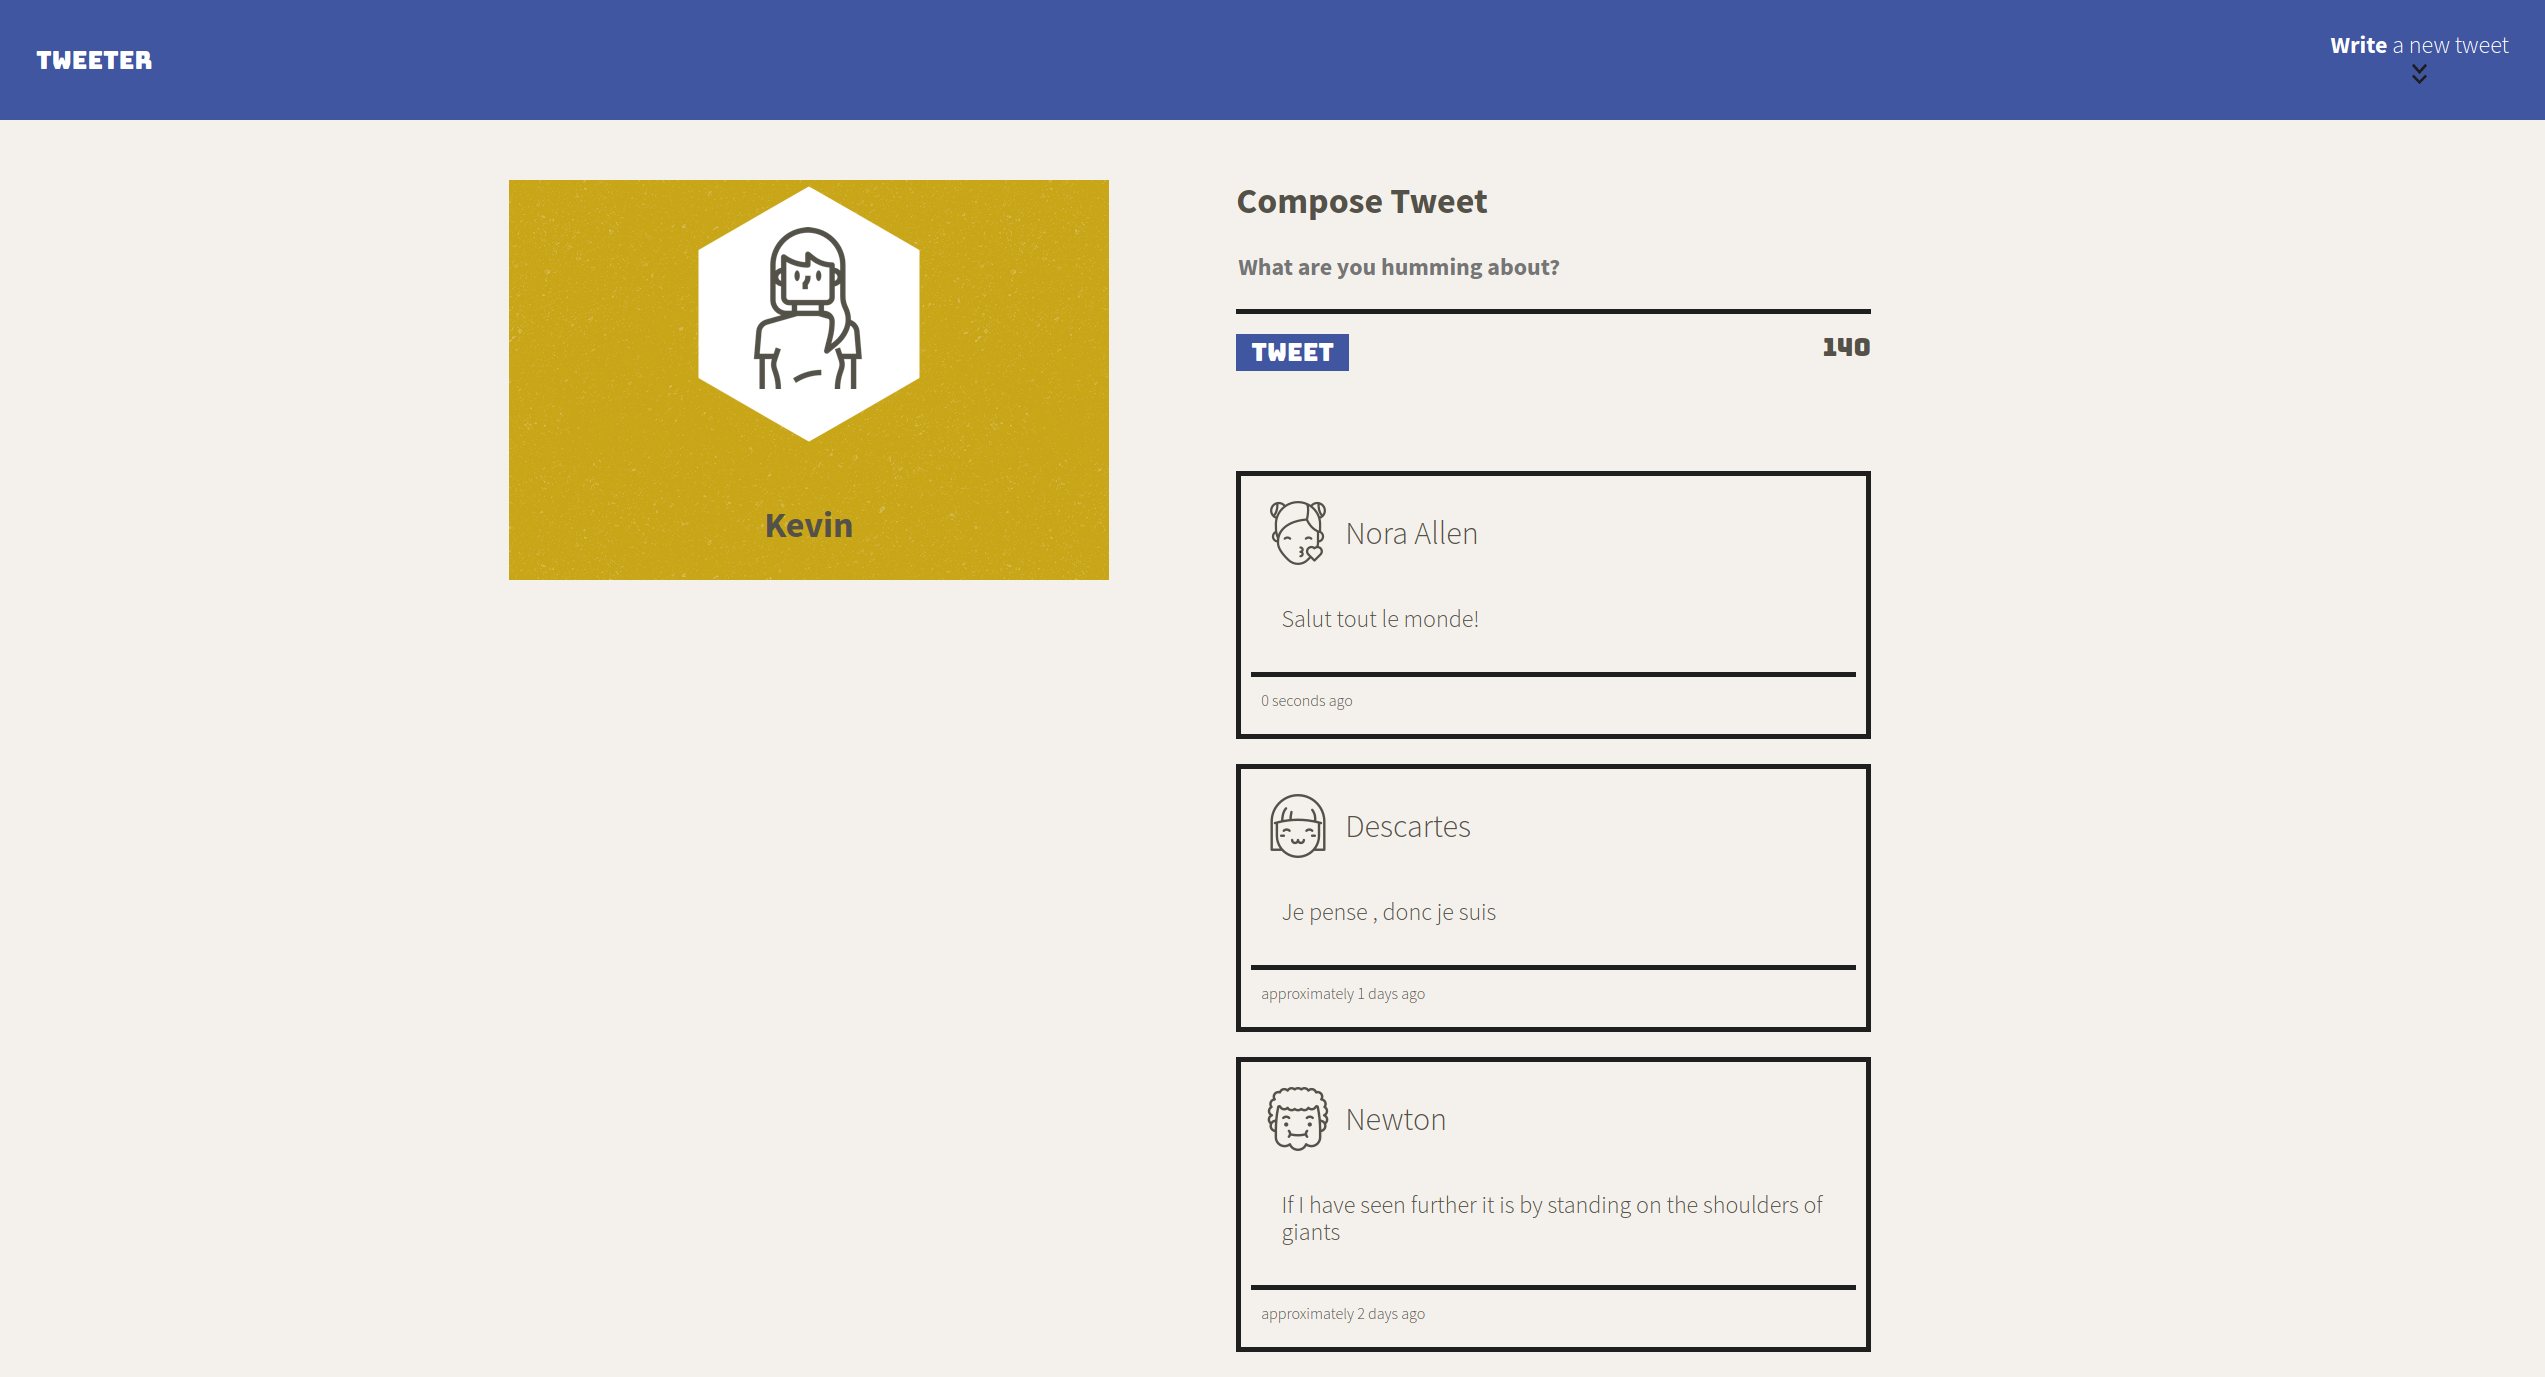 TWEETER
Write a new tweet
Kevin
Compose Tweet
What are you humming about?
TWEET
140
Nora Allen
Salut tout le monde!
0 seconds ago
Descartes
Je pense , donc je suis
approximately 1 days ago
Newton
If I have seen further it is by standing on the shoulders of
giants
approximately 2 days ago